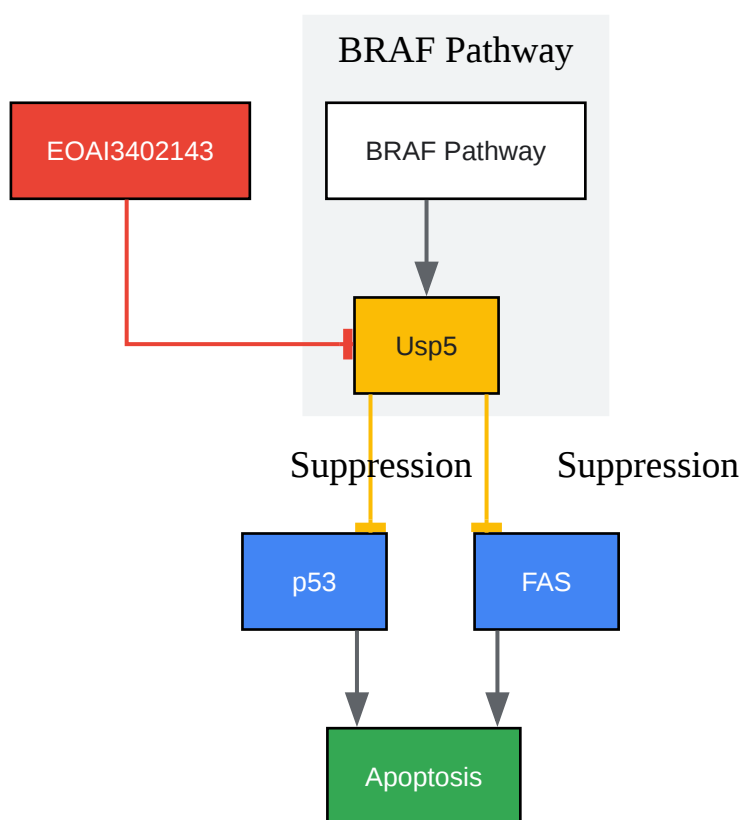 BRAF Pathway
EOAI3402143
BRAF Pathway
Usp5
Suppression
Suppression
p53
FAS
Apoptosis